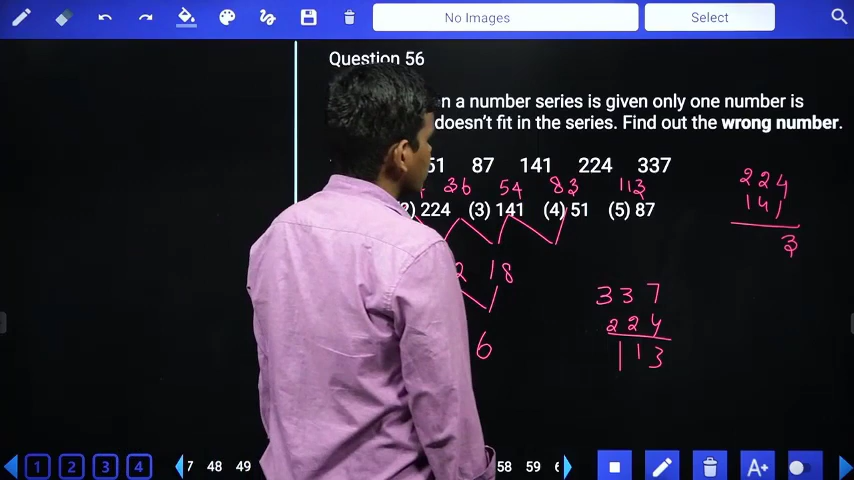 No Images
Select
Question 56
n a number series is given only one number is
doesn't fit in the series. Find out the wrong number.
51 87 141 224 337
36 54 83 113
2) 224 (3) 141 (4) 51 (5) 87
2 18
6
224
141
3
337
224
113
1 2 3 4
7 48 49
58 59 6
A+